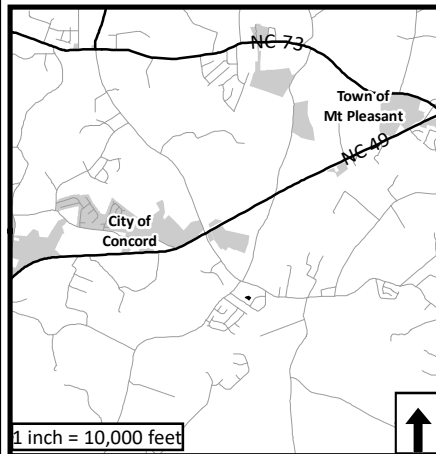 NC 73
Town of
Mt Pleasant
NC 49
City of
Concord
1 inch = 10,000 feet